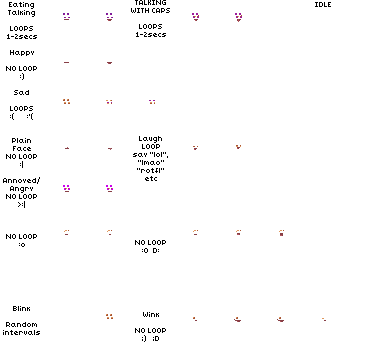 Eating
Talking
LOOPS
1-2secs
TALKING
WITH CAPS
LOOPS
1-2secs
IDLE
Happy
NO LOOP
:)
Sad
LOOPS
:(   :'(
Plain
Face
NO LOOP
:|
Laugh
LOOP
say "lol",
"lmao"
"rotfl"
etc
Annoyed/
Angry
NO LOOP
>:|
NO LOOP
:o
NO LOOP
:O D:
Blink
Random
intervals
Wink
NO LOOP
;)  ;D